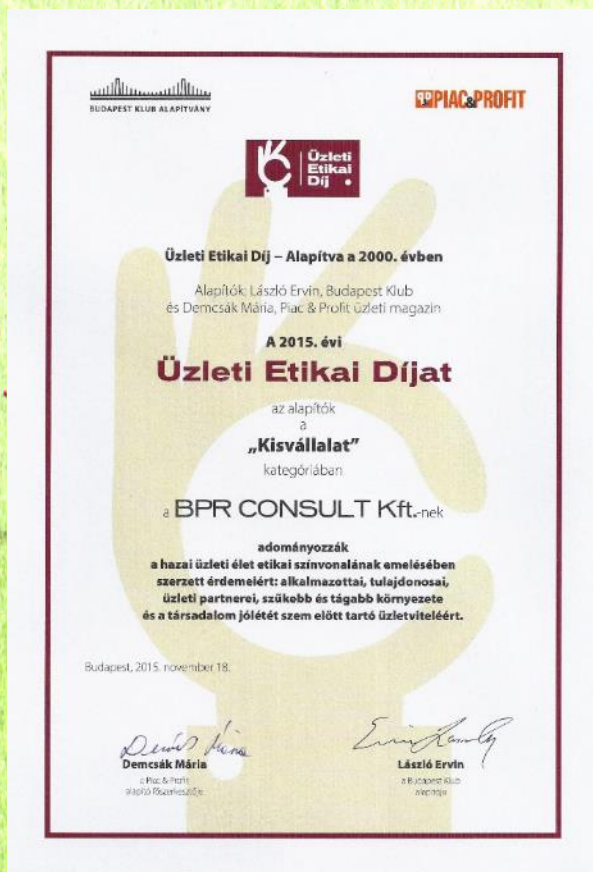 BUDAPEST KLUB ALAPÍTVÁNY
PIAC&PROFIT
Üzleti
Etikai
Díj
Üzleti Etikai Díj – Alapítva a 2000. évben
Alapítók: László Ervin, Budapest Klub
és Demcsák Mária, Piac & Profit üzleti magazin
A 2015. évi
Üzleti Etikai Díjat
az alapítók
a
„Kisvállalat”
kategóriában
a BPR CONSULT Kft.-nek
adományozzák
a hazai üzleti élet etikai színvonalának emelésében
szerzett érdemeiért: alkalmazottai, tulajdonosai,
üzleti partnerei, szűkebb és tágabb környezete
és a társadalom jólétét szem előtt tartó üzletviteléért.
Budapest, 2015. november 18.
Demcsák Mária
a Piac & Profit
alapító főszerkesztője
László Ervin
a Budapest Klub
alapítója